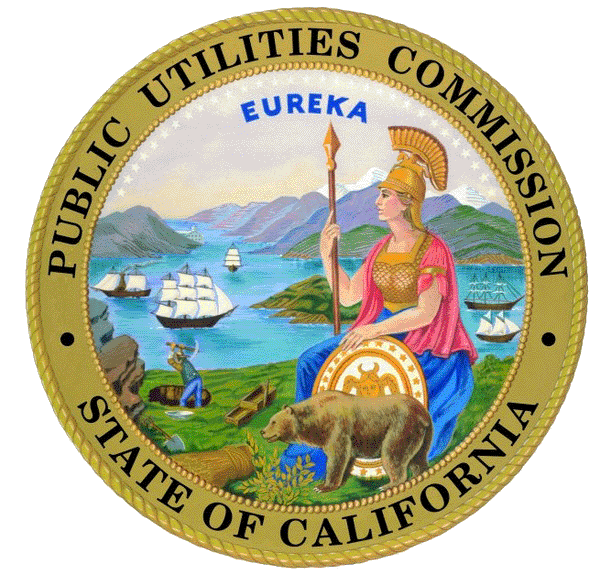 PUBLIC UTILITIES COMMISSION
EUREKA
STATE OF CALIFORNIA